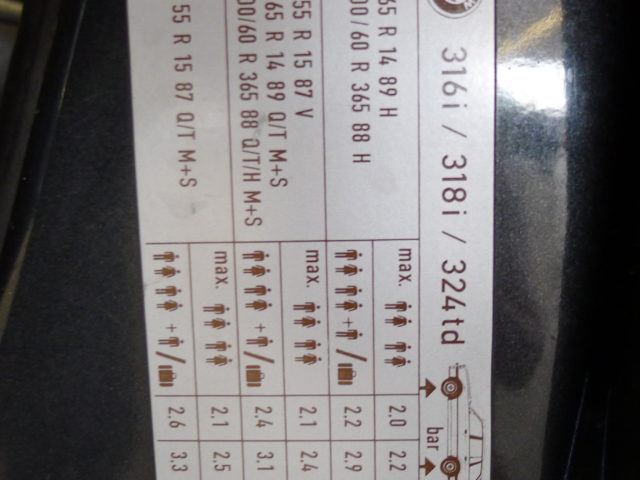 316i / 318i / 324td
bar
65 R 14 89 H max. 2.0 2.2
00/60 R 365 88 H + / 2.2 2.9
55 R 15 87 V max. 2.1 2.4
65 R 14 89 Q/T M+S
00/60 R 365 88 Q/T/H M+S + / 2.4 3.1
max. 2.1 2.5
55 R 15 87 Q/T M+S + / 2.6 3.3